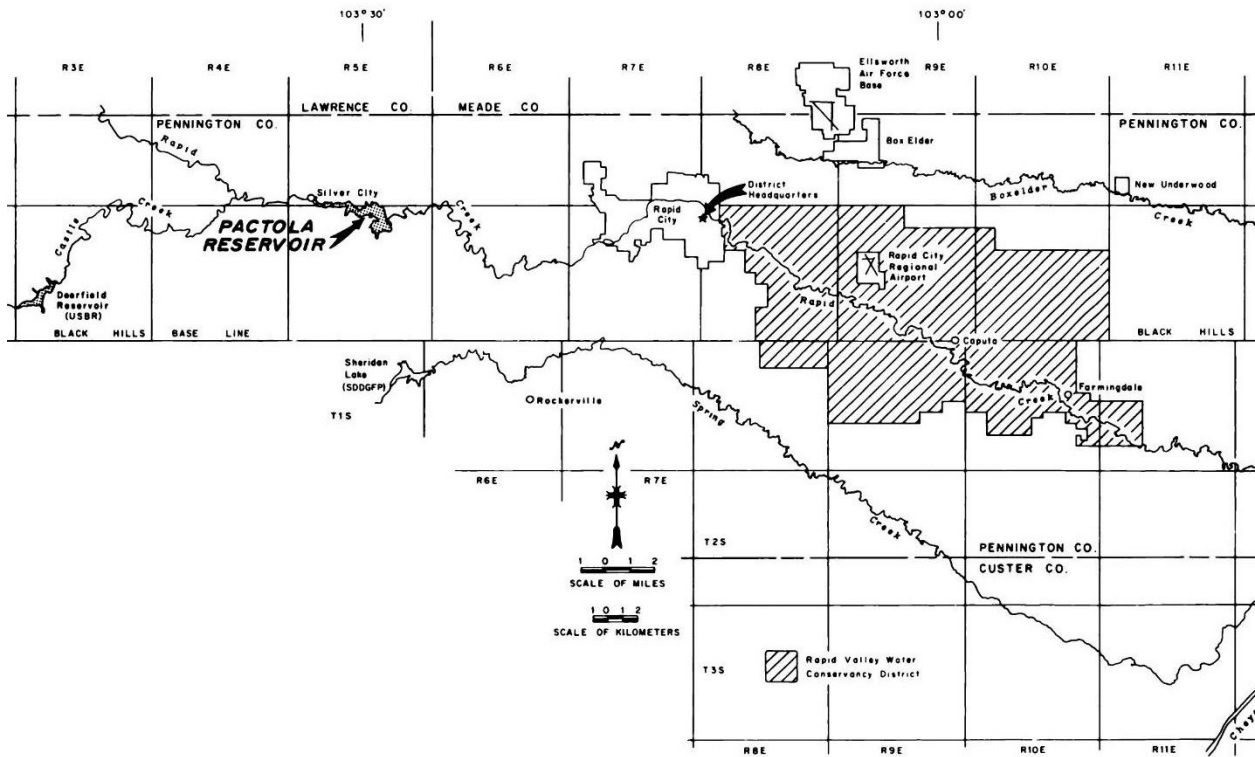 103° 30'
103° 00'
R3E
R4E
R5E
R6E
R7E
R8E
Ellsworth
Air Force
Base
R9E
R10E
R11E
LAWRENCE CO.
MEADE CO
PENNINGTON CO.
PENNINGTON CO.
Rapid
Box Elder
Silver City
District
Headquarters
Boxelder
New Underwood
Castle
Creek
Creek
Rapid
City
Creek
PACTOLA
RESERVOIR
Rapid City
Regional
Airport
Deerfield
Reservoir
(USBR)
Rapid
BLACK HILLS BASE LINE
BLACK HILLS
Caputa
Sheridan
Lake
(SDDGFP)
Rockerville
Farmingdale
Creek
T1S
Spring
N
R6E
R7E
Creek
T2S
PENNINGTON CO.
CUSTER CO.
1 0 1 2
SCALE OF MILES
1 0 1 2
SCALE OF KILOMETERS
T3S
Rapid Valley Water
Conservancy District
Chey
R8E
R9E
R10E
R11E